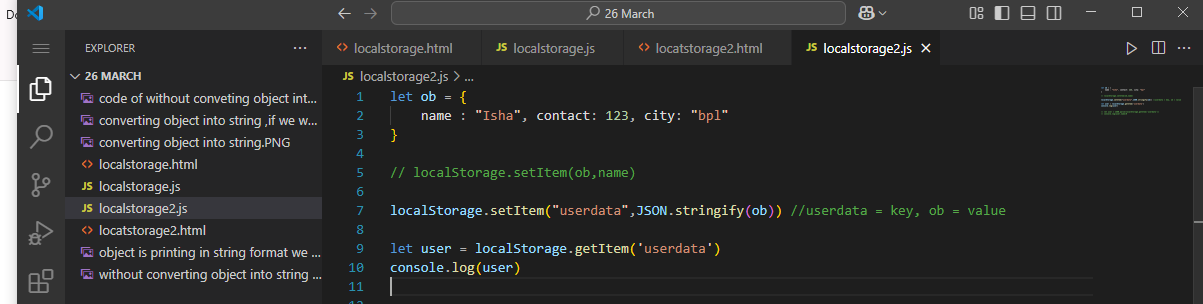 Do
26 March
EXPLORER
26 MARCH
code of without conveting object int...
converting object into string ,if we w...
converting object into string.PNG
<> localstorage.html
JS localstorage.js
JS localstorage2.js
<> locatstorage2.html
object is printing in string format we ...
without converting object into string ...
<> localstorage.html JS localstorage.js <> locatstorage2.html JS localstorage2.js
JS localstorage2.js > ...
1 let ob = {
2 name : "Isha", contact: 123, city: "bpl"
3 }
4
5 // localStorage.setItem(ob,name)
6
7 localStorage.setItem("userdata",JSON.stringify(ob)) //userdata = key, ob = value
8
9 let user = localStorage.getItem('userdata')
10 console.log(user)
11